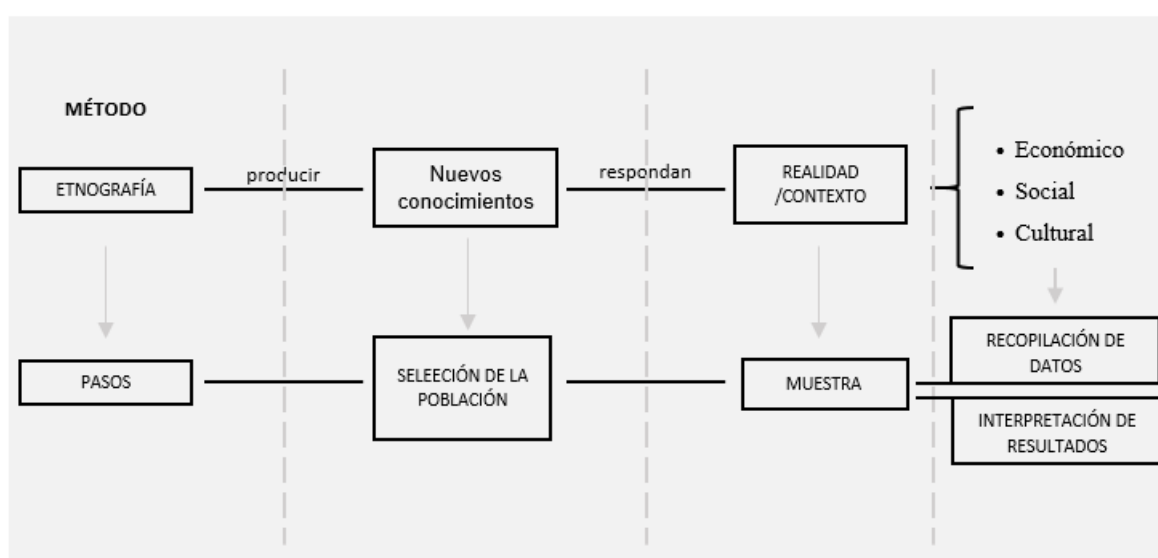 MÉTODO
ETNOGRAFÍA
producir
Nuevos
conocimientos
respondan
REALIDAD
/CONTEXTO
• Económico
• Social
• Cultural
PASOS
SELEECIÓN DE LA
POBLACIÓN
MUESTRA
RECOPILACIÓN DE
DATOS
INTERPRETACIÓN DE
RESULTADOS